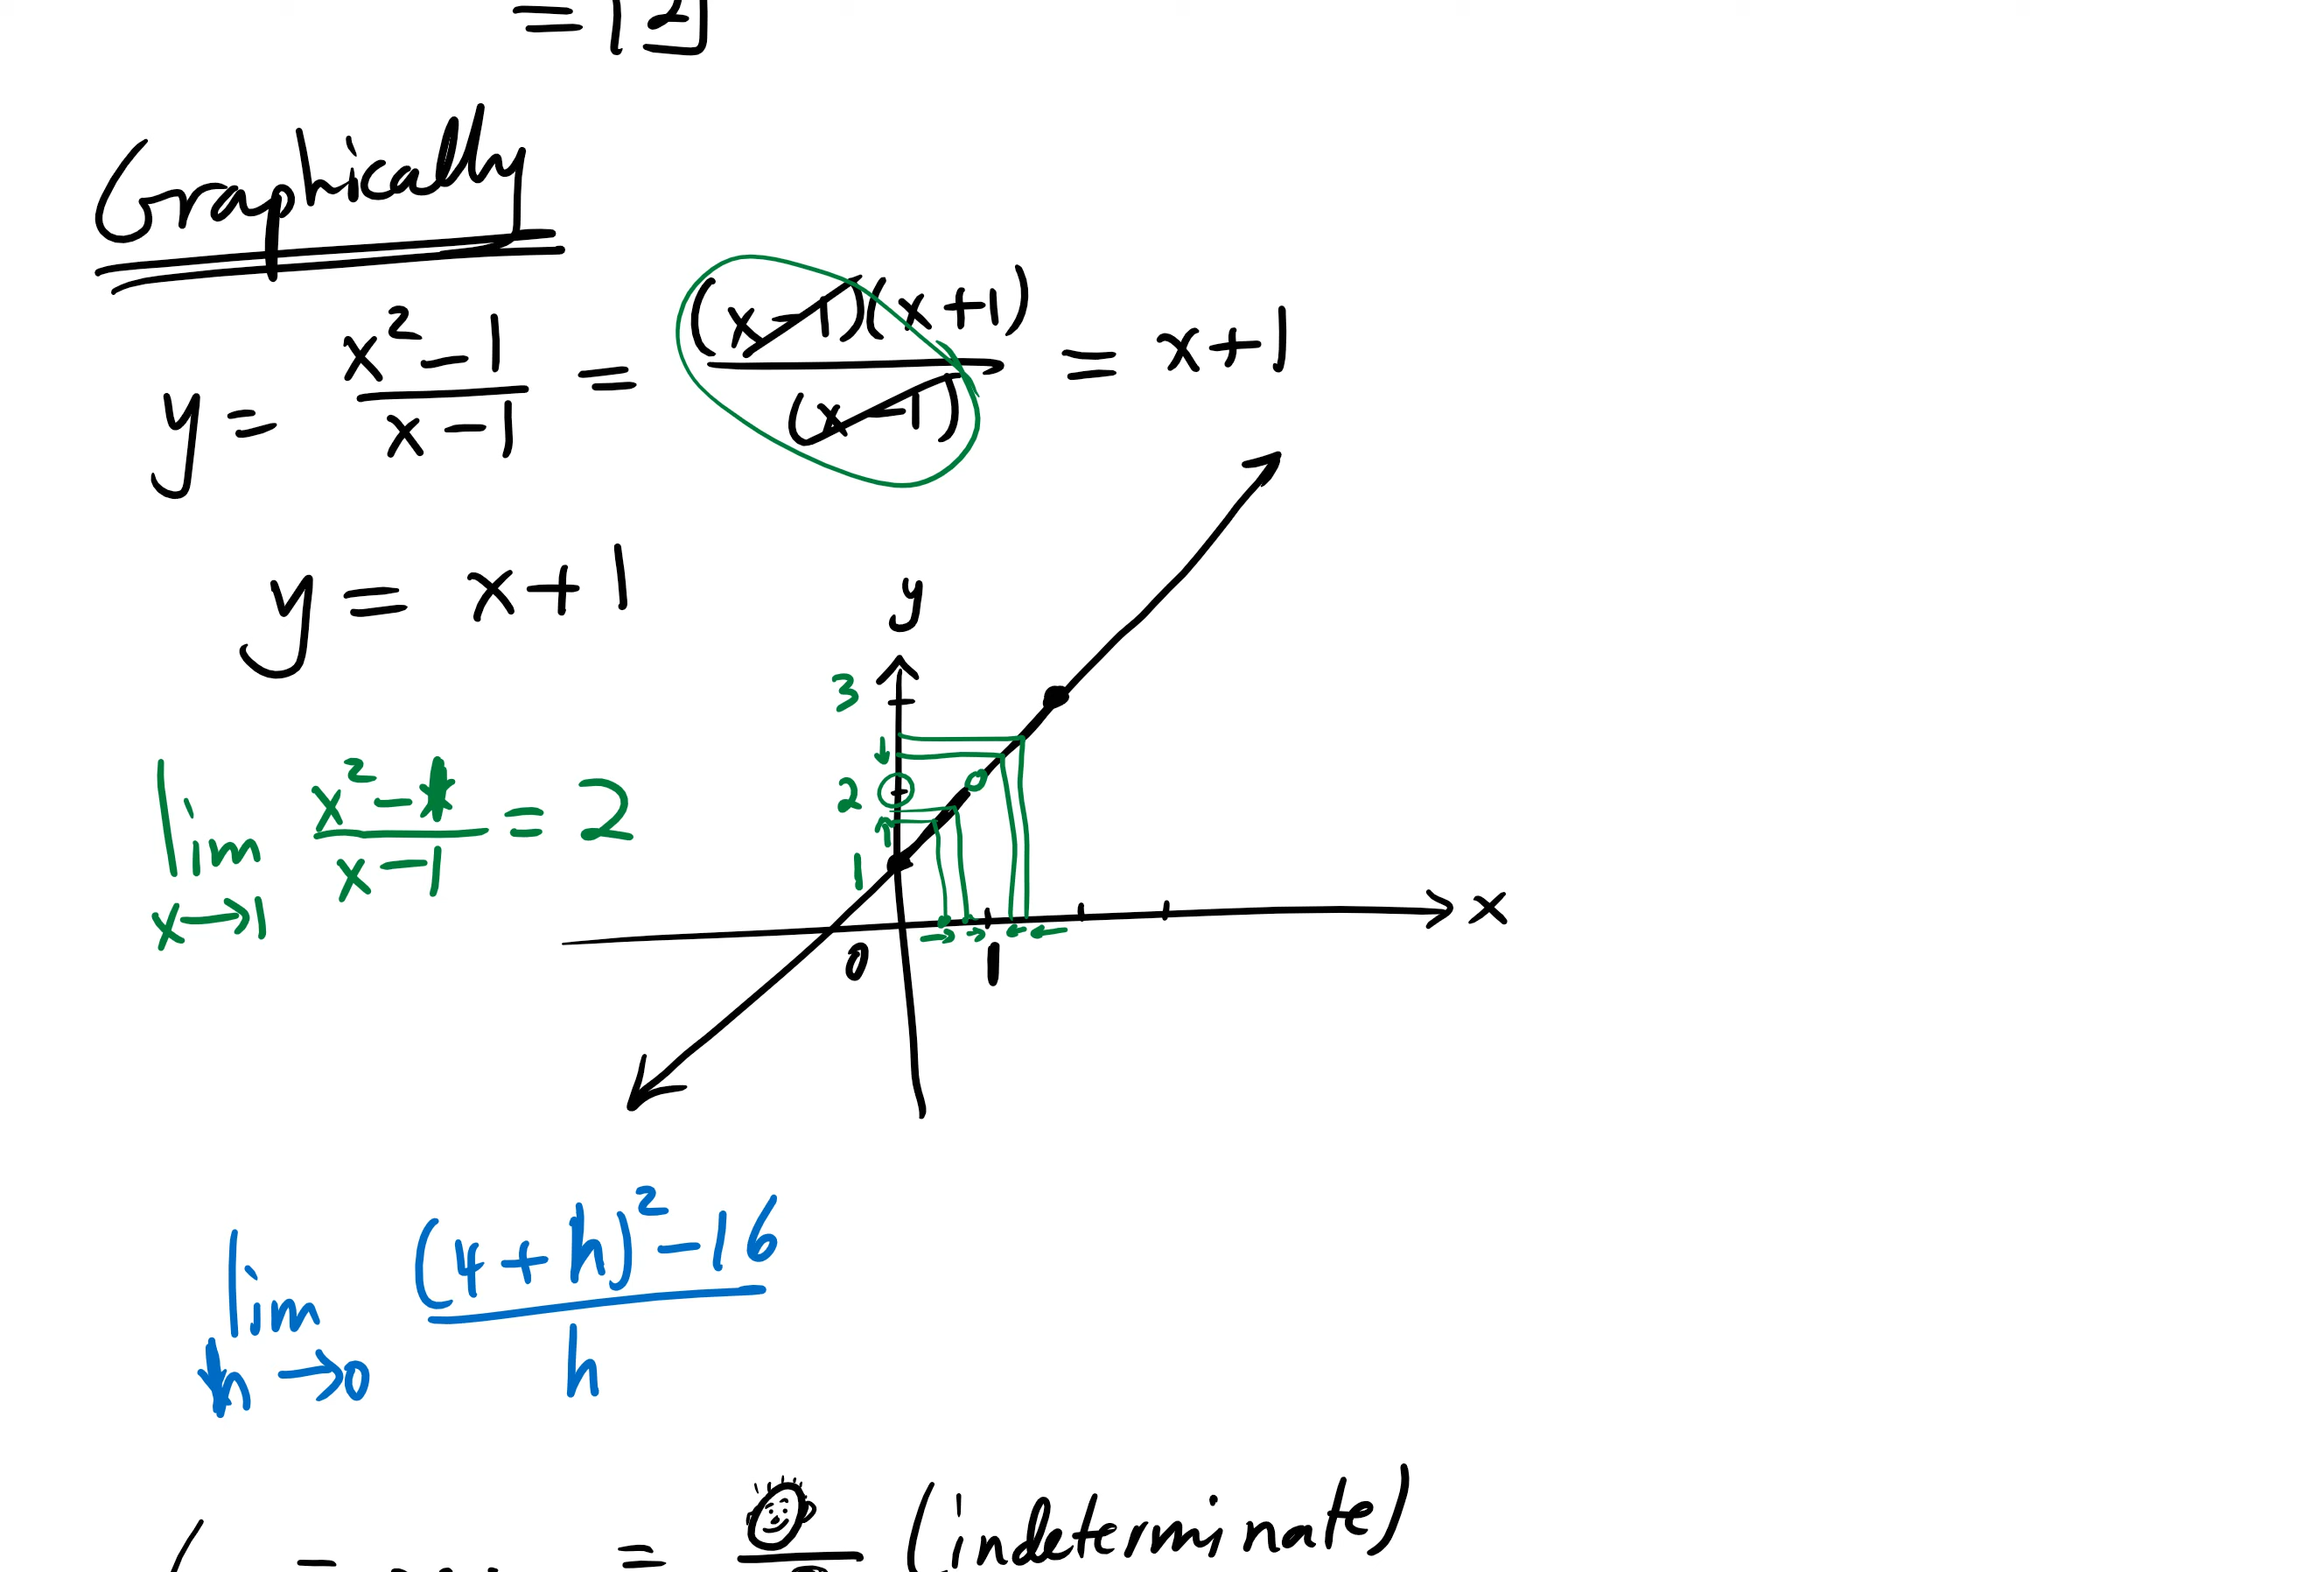 Graphically
y = x² - 1 / x - 1 = (x - 1)(x + 1) / (x - 1) = x + 1
y = x + 1
y
3
2
1
0
1
x
lim x→1 x² - 1 / x - 1 = 2
lim h→0 (4 + h)² - 16 / h
= (indeterminate)